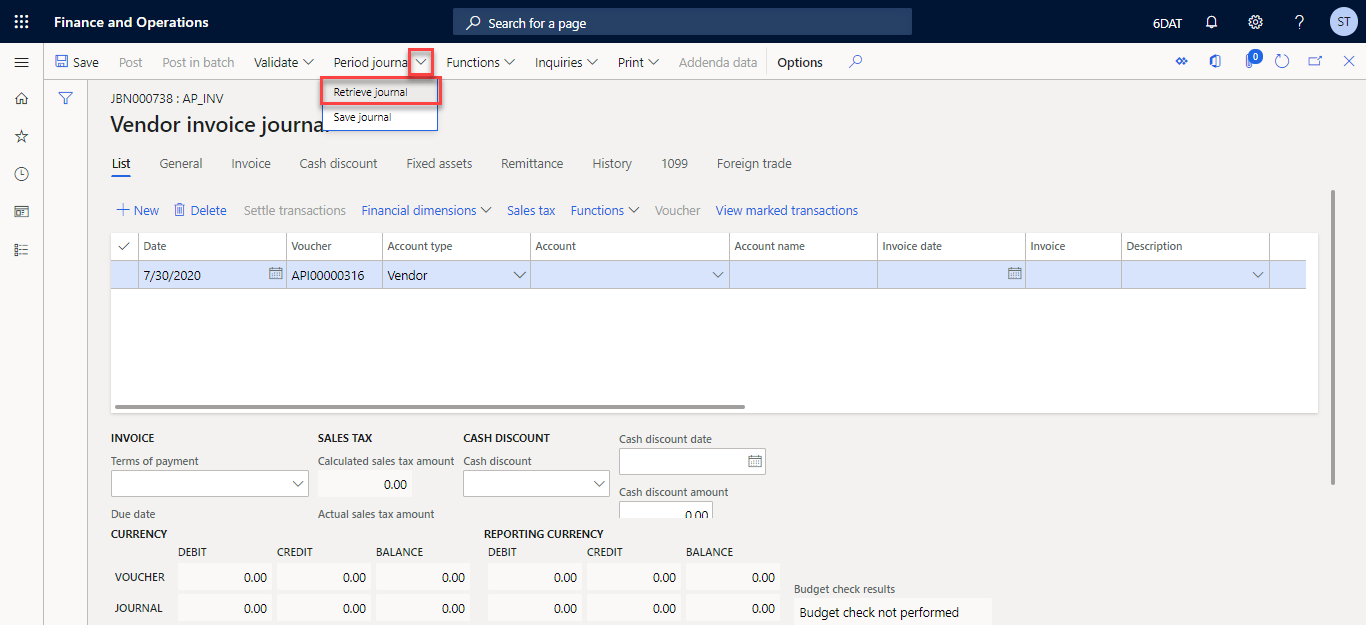 Finance and Operations
Search for a page
6DAT
ST
Save Post Post in batch Validate Period journal Functions Inquiries Print Addenda data Options
0
Retrieve journal
Save journal
JBN000738 : AP_INV
Vendor invoice journal
List General Invoice Cash discount Fixed assets Remittance History 1099 Foreign trade
New Delete Settle transactions Financial dimensions Sales tax Functions Voucher View marked transactions
Date Voucher Account type Account Account name Invoice date Invoice Description
7/30/2020 API00000316 Vendor
INVOICE SALES TAX CASH DISCOUNT Cash discount date
Terms of payment Calculated sales tax amount Cash discount
0.00
Cash discount amount
0.00
Due date Actual sales tax amount
CURRENCY REPORTING CURRENCY
DEBIT CREDIT BALANCE DEBIT CREDIT BALANCE
VOUCHER 0.00 0.00 0.00 0.00 0.00 0.00
Budget check results
JOURNAL 0.00 0.00 0.00 0.00 0.00 0.00
Budget check not performed